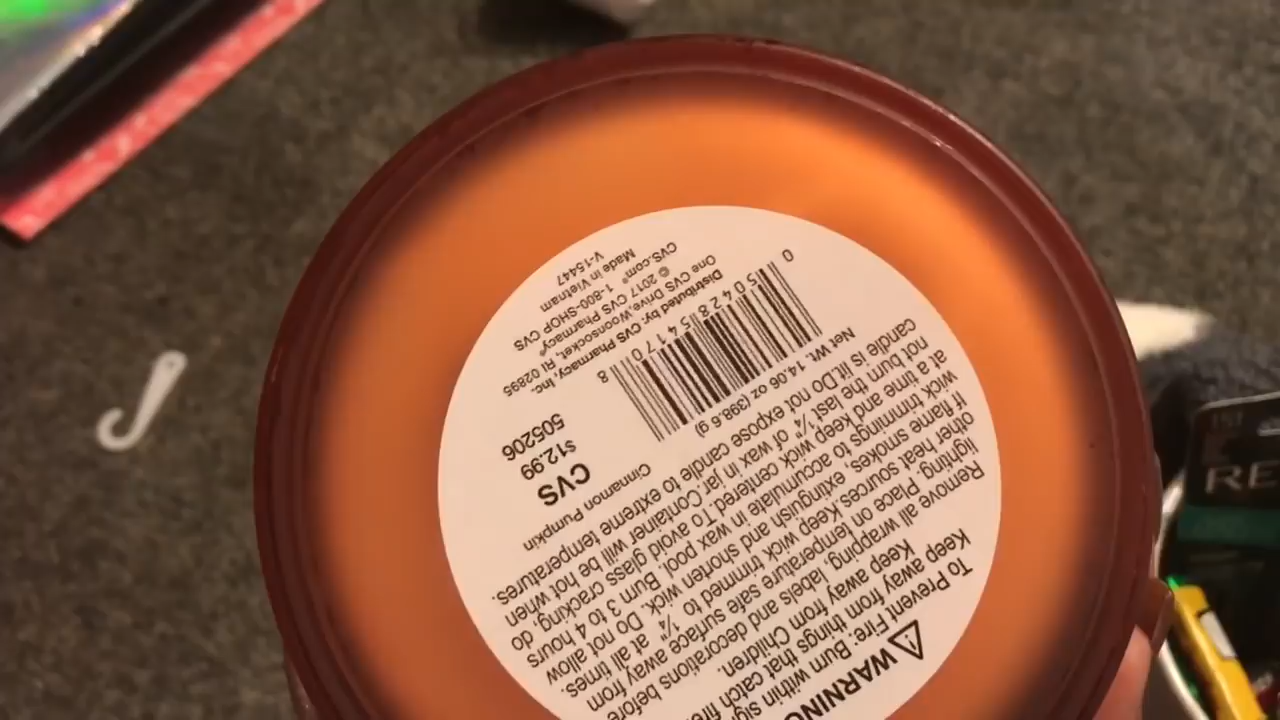 WARNING
To Prevent Fire: Burn within
Keep away from things that catch fire.
Keep away from Children.
Remove all wrapping labels and decorations before
lighting. Place on temperature safe surface away from
other heat sources. Keep wick trimmed to ¼" at all times.
If flame smokes, extinguish and shorten wick. Do not allow
wick trimmings to accumulate in wax pool. Burn 3 to 4 hours
at a time and keep wick centered. To avoid glass cracking, do
not burn the last ¼" of wax in jar. Container will be hot when
candle is lit. Do not expose candle to extreme temperatures.
Net Wt. 14.06 oz (398.6 g)
Cinnamon Pumpkin
0 50428 54170 8
CVS
$12.99
505206
Distributed by: CVS Pharmacy, Inc.
One CVS Drive, Woonsocket, RI 02895
© 2017 CVS Pharmacy®
CVS.com® 1-800-SHOP CVS
Made in Vietnam
V-15447
RE